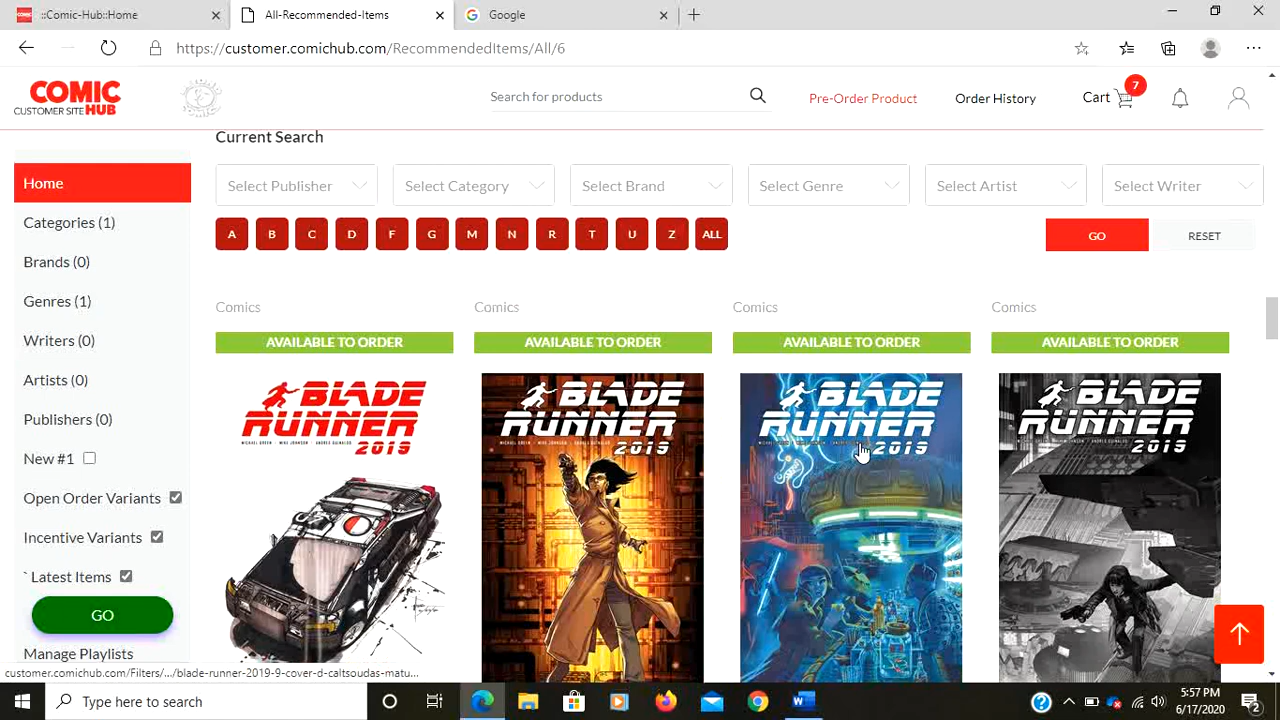 ::Comic-Hub::Home
All-Recommended-Items
Google
https://customer.comichub.com/RecommendedItems/All/6
COMIC
CUSTOMER SITE HUB
Search for products
Pre-Order Product
Order History
Cart
7
Current Search
Home
Categories (1)
Brands (0)
Genres (1)
Writers (0)
Artists (0)
Publishers (0)
New #1
Open Order Variants
Incentive Variants
` Latest Items
GO
Manage Playlists
Select Publisher
Select Category
Select Brand
Select Genre
Select Artist
Select Writer
A B C D F G M N R T U Z ALL
GO
RESET
Comics
Comics
Comics
Comics
AVAILABLE TO ORDER
AVAILABLE TO ORDER
AVAILABLE TO ORDER
AVAILABLE TO ORDER
BLADE
RUNNER
2019
BLADE
RUNNER
MICHAEL GREEN · MIKE JOHNSON · ANDRES GUINALDO
2019
BLADE
RUNNER
2019
BLADE
RUNNER
2019
customer.comichub.com/Filters/.../blade-runner-2019-9-cover-d-caltsoudas-matu...
Type here to search
5:57 PM
6/17/2020
2